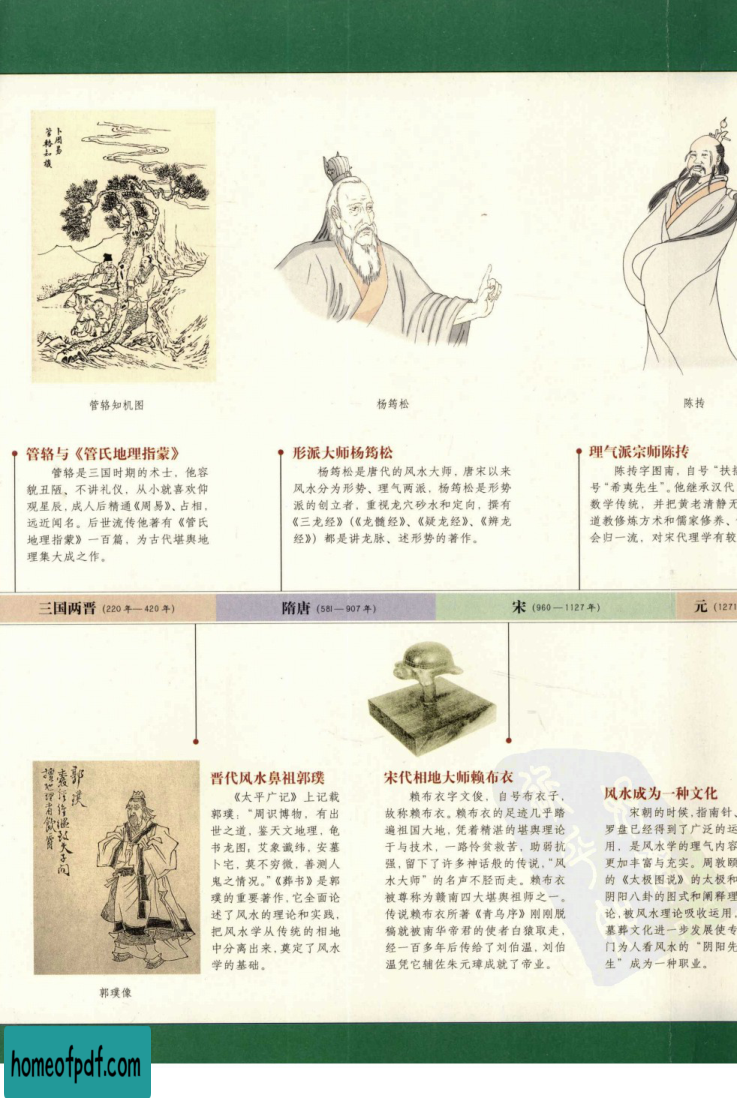 卜周易
管辂知機
管辂知机图
杨筠松
陈抟
管辂与《管氏地理指蒙》
管辂是三国时期的术士，他容
貌丑陋、不讲礼仪，从小就喜欢仰
观星辰，成人后精通《周易》、占相，
远近闻名。后世流传他著有《管氏
地理指蒙》一百篇，为古代堪舆地
理集大成之作。
形派大师杨筠松
杨筠松是唐代的风水大师，唐宋以来
风水分为形势、理气两派，杨筠松是形势
派的创立者，重视龙穴砂水和定向，撰有
《三龙经》（《龙髓经》、《疑龙经》、《辨龙
经》）都是讲龙脉、述形势的著作。
理气派宗师陈抟
陈抟字图南，自号“扶摇
号“希夷先生”。他继承汉代
数学传统，并把黄老清静无
道教修炼方术和儒家修养、
会归一流，对宋代理学有较
三国两晋（220年—420年）
隋唐（581—907年）
宋（960—1127年）
元（1271
郭璞
晋代风水鼻祖郭璞
《太平广记》上记载
郭璞，“周识博物，有出
世之道，鉴天文地理，龟
书龙图，爻象谶纬，安墓
卜宅，莫不穷微，善测人
鬼之情况。”《葬书》是郭
璞的重要著作，它全面论
述了风水的理论和实践，
把风水学从传统的相地
中分离出来，奠定了风水
学的基础。
郭璞像
宋代相地大师赖布衣
赖布衣字文俊，自号布衣子，
故称赖布衣。赖布衣的足迹几乎踏
遍祖国大地，凭着精湛的堪舆理论
于与技术，一路怜贫救苦，助弱抗
强，留下了许多神话般的传说，“风
水大师”的名声不胫而走。赖布衣
被尊称为赣南四大堪舆祖师之一。
传说赖布衣所著《青乌序》刚刚脱
稿就被南华帝君的使者白猿取走，
经一百多年后传给了刘伯温，刘伯
温凭它辅佐朱元璋成就了帝业。
风水成为一种文化
宋朝的时候，指南针、
罗盘已经得到了广泛的运
用，是风水学的理气内容
更加丰富与充实。周敦颐
的《太极图说》的太极和
阴阳八卦的图式和阐释理
论，被风水理论吸收运用，
墓葬文化进一步发展使专
门为人看风水的“阴阳先
生”成为一种职业。
homeofpdf.com